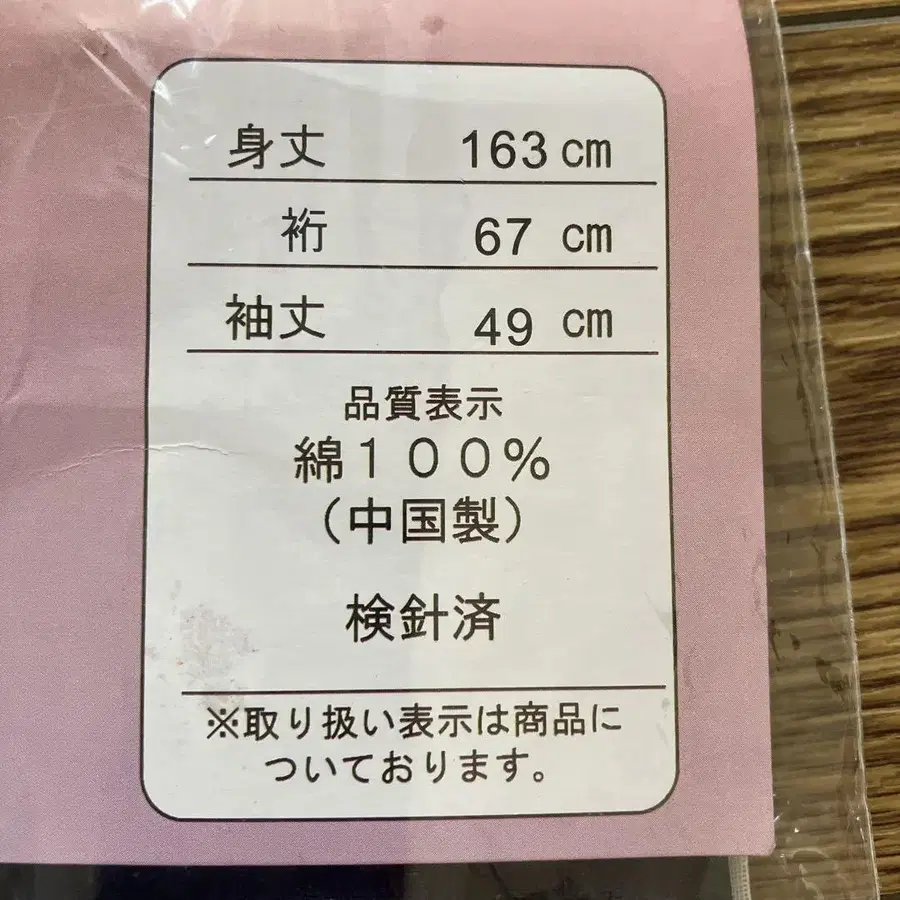 身丈 163 cm
裄 67 cm
袖丈 49 cm
品質表示
綿１００％
（中国製）
検針済
※取り扱い表示は商品に
ついております。